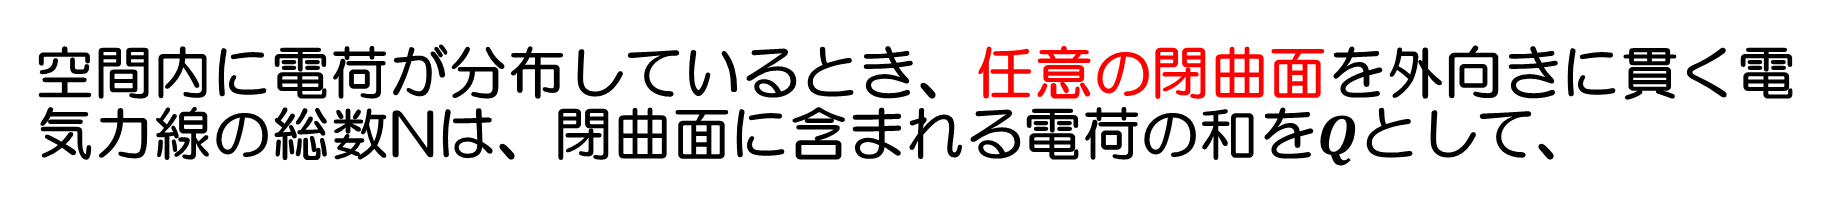 空間内に電荷が分布しているとき、任意の閉曲面を外向きに貫く電
気力線の総数Nは、閉曲面に含まれる電荷の和をQとして、